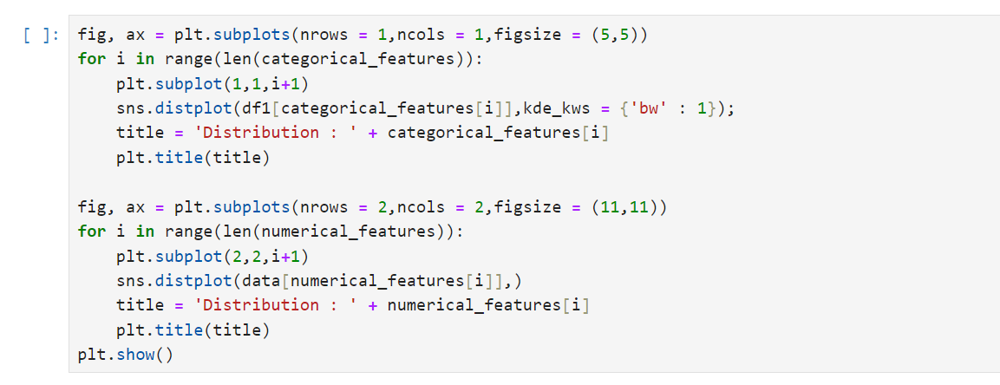 [ ]: fig, ax = plt.subplots(nrows = 1,ncols = 1,figsize = (5,5))
for i in range(len(categorical_features)):
    plt.subplot(1,1,i+1)
    sns.distplot(df1[categorical_features[i]],kde_kws = {'bw' : 1});
    title = 'Distribution : ' + categorical_features[i]
    plt.title(title)

fig, ax = plt.subplots(nrows = 2,ncols = 2,figsize = (11,11))
for i in range(len(numerical_features)):
    plt.subplot(2,2,i+1)
    sns.distplot(data[numerical_features[i]],)
    title = 'Distribution : ' + numerical_features[i]
    plt.title(title)
plt.show()